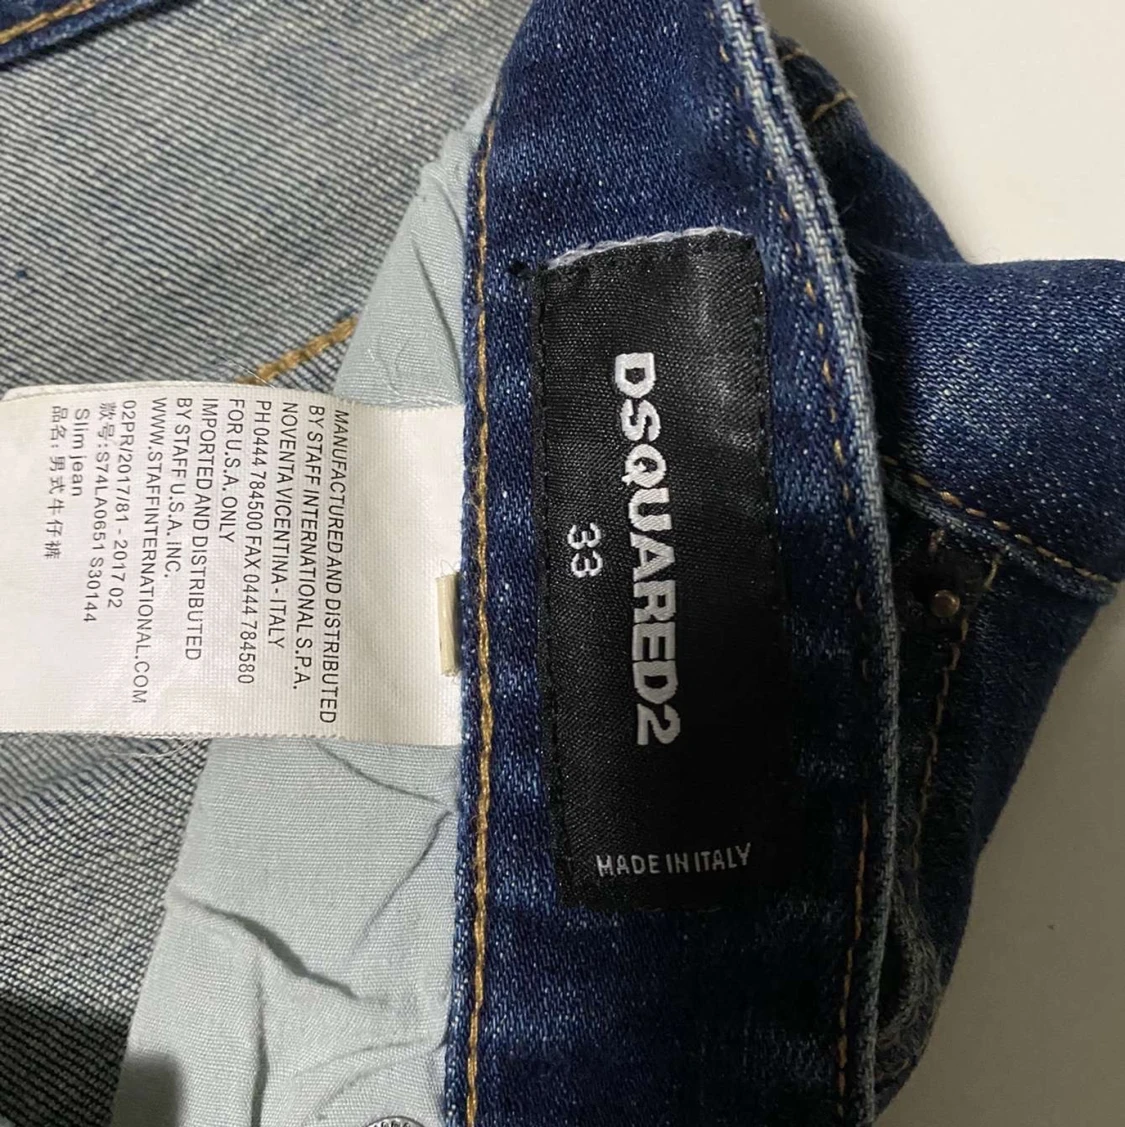 MANUFACTURED AND DISTRIBUTED
BY STAFF INTERNATIONAL S.P.A.
NOVENTA VICENTINA - ITALY
PH 0444 784500 FAX 0444 784580
FOR U.S.A. ONLY
IMPORTED AND DISTRIBUTED
BY STAFF U.S.A. INC.
WWW.STAFFINTERNATIONAL.COM
02PR/2017/81 - 2017 02
款号: S74LA0651 S30144
Slim jean
品名: 男式牛仔裤
DSQUARED2
33
MADE IN ITALY